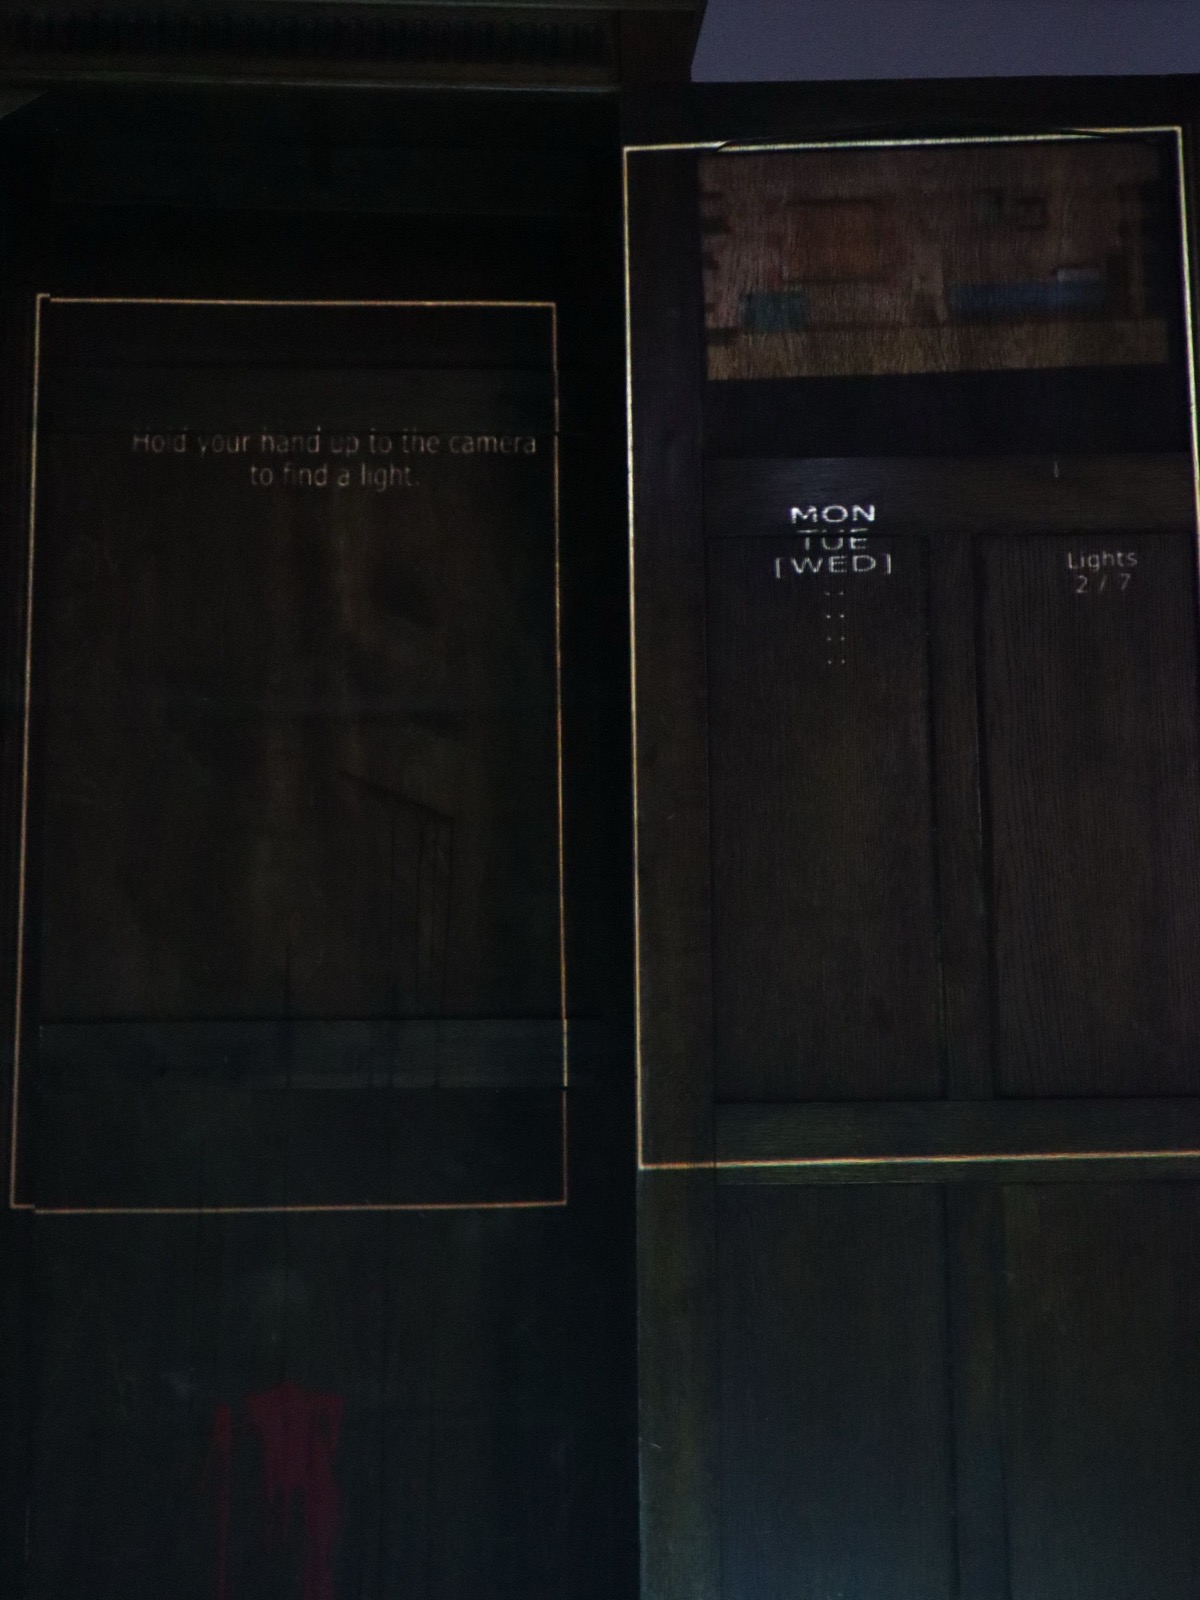 Hold your hand up to the camera
to find a light.
MON
TUE
[WED]
Lights
2 / 7